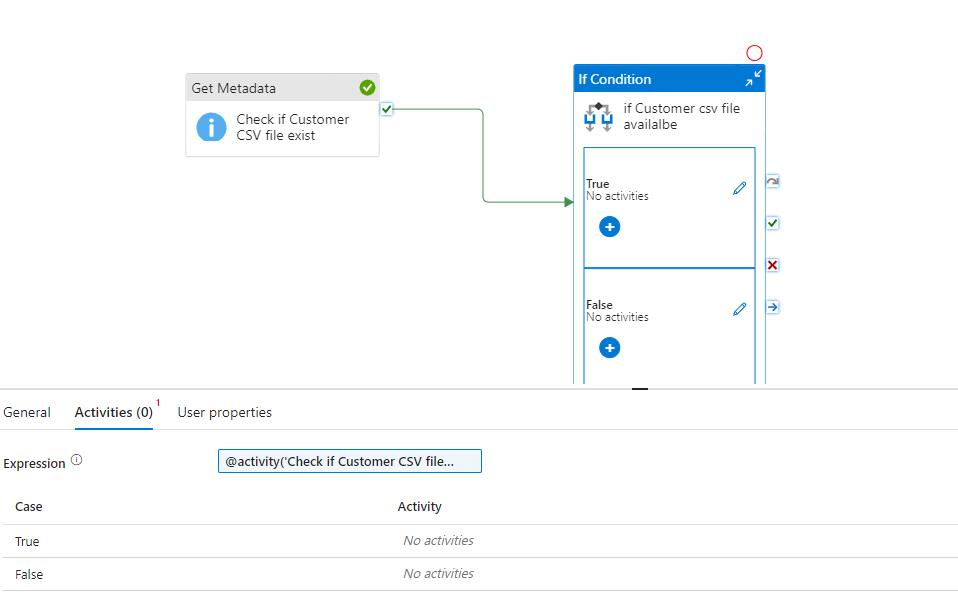 Get Metadata
Check if Customer
CSV file exist
If Condition
if Customer csv file
availalbe
True
No activities
False
No activities
General
Activities (0)
1
User properties
Expression
@activity('Check if Customer CSV file...
Case
Activity
True
No activities
False
No activities